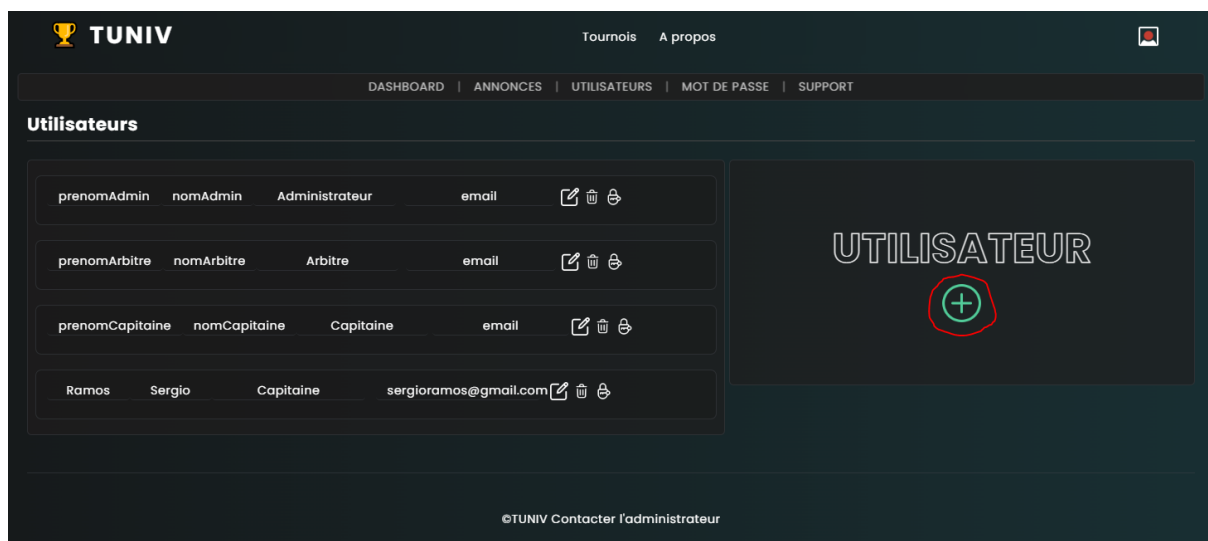 TUNIV
Tournois A propos
DASHBOARD | ANNONCES | UTILISATEURS | MOT DE PASSE | SUPPORT
Utilisateurs
prenomAdmin nomAdmin Administrateur email
prenomArbitre nomArbitre Arbitre email
prenomCapitaine nomCapitaine Capitaine email
Ramos Sergio Capitaine sergioramos@gmail.com
UTILISATEUR
©TUNIV Contacter l'administrateur